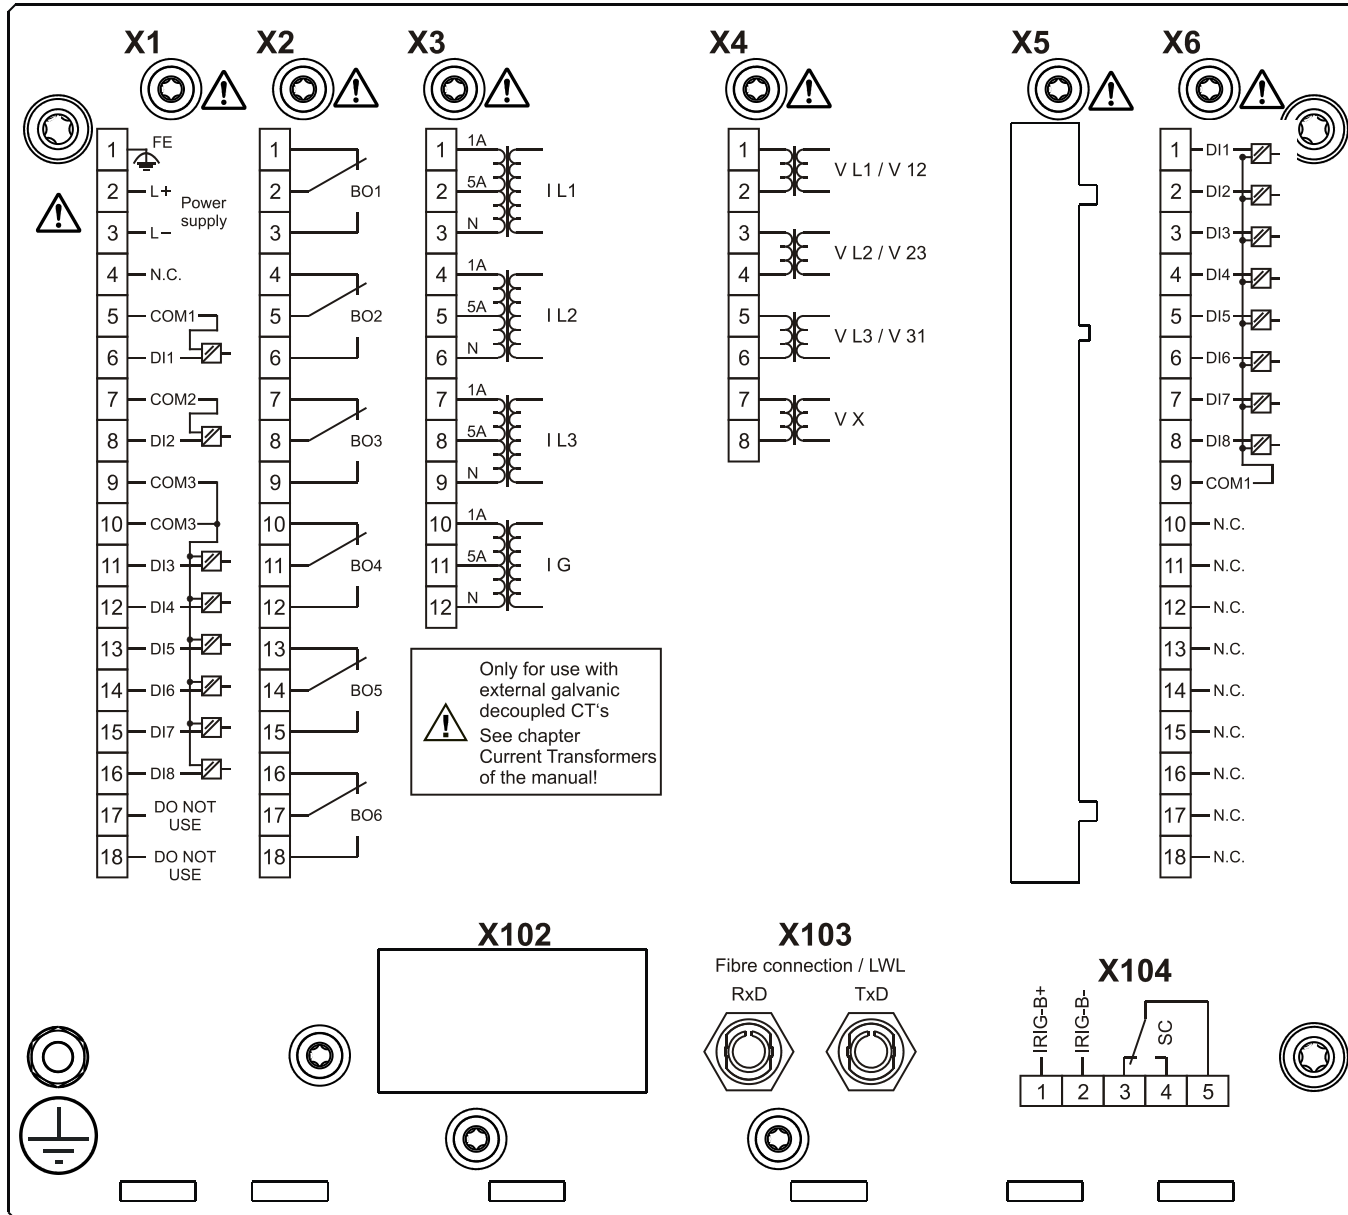 X1
X2
X3
X4
X5
X6
1 FE
2 L+
Power
supply
3 L–
4 N.C.
5 COM1
6 DI1
7 COM2
8 DI2
9 COM3
10 COM3
11 DI3
12 DI4
13 DI5
14 DI6
15 DI7
16 DI8
17 DO NOT
USE
18 DO NOT
USE
1
2 BO1
3
4
5 BO2
6
7
8 BO3
9
10
11 BO4
12
13
14 BO5
15
16
17 BO6
18
1 1A
2 5A I L1
3 N
4 1A
5 5A I L2
6 N
7 1A
8 5A I L3
9 N
10 1A
11 5A I G
12 N
Only for use with
external galvanic
decoupled CT‘s
See chapter
Current Transformers
of the manual!
1
V L1 / V 12
2
3
V L2 / V 23
4
5
V L3 / V 31
6
7
V X
8
1 DI1
2 DI2
3 DI3
4 DI4
5 DI5
6 DI6
7 DI7
8 DI8
9 COM1
10 N.C.
11 N.C.
12 N.C.
13 N.C.
14 N.C.
15 N.C.
16 N.C.
17 N.C.
18 N.C.
X102
X103
Fibre connection / LWL
RxD
TxD
X104
IRIG-B+
IRIG-B-
SC
1 2 3 4 5